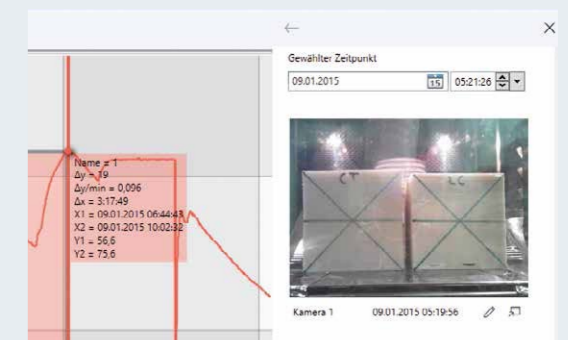 Name = 1
Δy = 19
Δy/min = 0,096
Δx = 3:17:49
X1 = 09.01.2015 06:44:43
X2 = 09.01.2015 10:02:32
Y1 = 56,6
Y2 = 75,6
Gewählter Zeitpunkt
09.01.2015
15
05:21:26
CT
LC
Kamera 1
09.01.2015 05:19:56